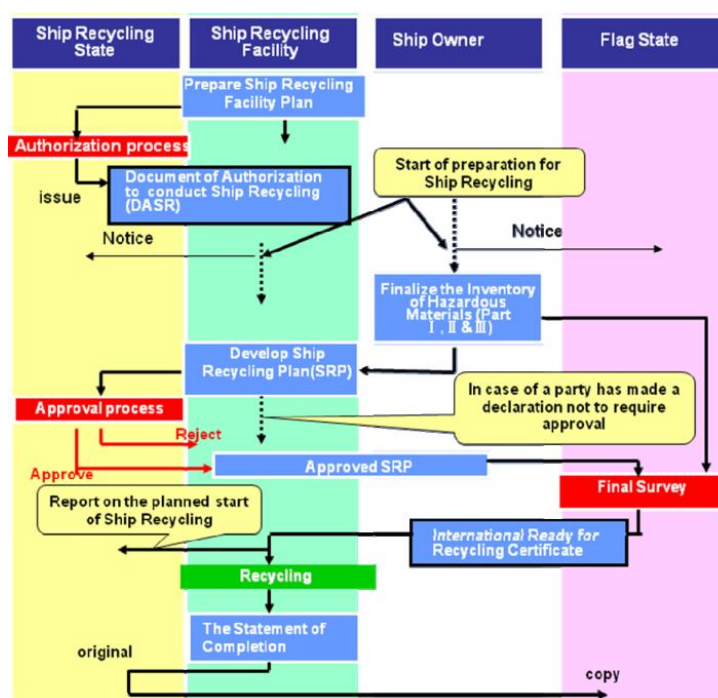 Ship Recycling
State
Ship Recycling
Facility
Ship Owner
Flag State
Prepare Ship Recycling
Facility Plan
Authorization process
Start of preparation for
Ship Recycling
Document of Authorization
to conduct Ship Recycling
(DASR)
issue
Notice
Notice
Finalize the Inventory
of Hazardous
Materials (Part
Ⅰ, Ⅱ & Ⅲ)
Develop Ship
Recycling Plan(SRP)
In case of a party has made a
declaration not to require
approval
Approval process
Reject
Approve
Approved SRP
Final Survey
Report on the planned start
of Ship Recycling
International Ready for
Recycling Certificate
Recycling
The Statement of
Completion
original
copy